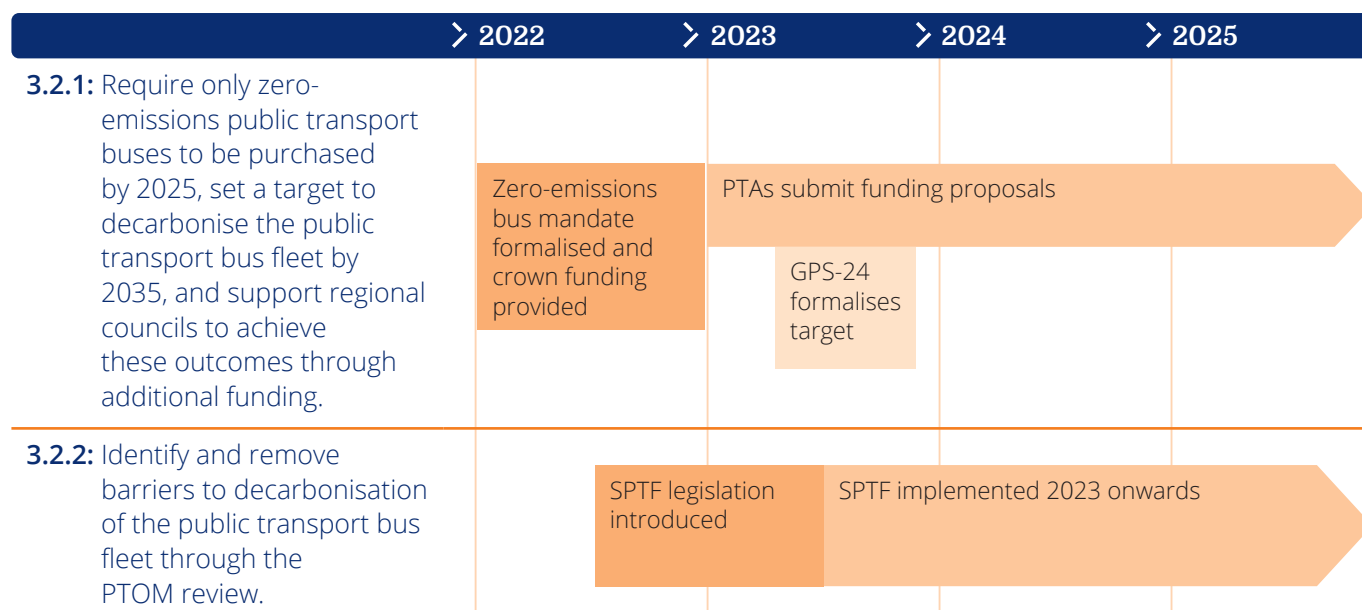 2022
2023
2024
2025
3.2.1: Require only zero-
emissions public transport
buses to be purchased
by 2025, set a target to
decarbonise the public
transport bus fleet by
2035, and support regional
councils to achieve
these outcomes through
additional funding.
Zero-emissions
bus mandate
formalised and
crown funding
provided
PTAs submit funding proposals
GPS-24
formalises
target
3.2.2: Identify and remove
barriers to decarbonisation
of the public transport bus
fleet through the
PTOM review.
SPTF legislation
introduced
SPTF implemented 2023 onwards